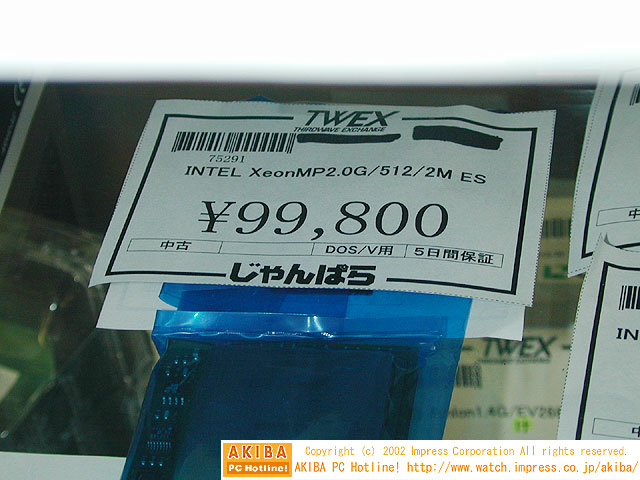 TWEX
THIRDWAVE EXCHANGE
75291
INTEL XeonMP2.0G/512/2M ES
¥99,800
中古 DOS/V用 5日間保証
じゃんぱら
TWEX
IN
AKIBA
PC Hotline!
Copyright (c) 2002 Impress Corporation All rights reserved.
AKIBA PC Hotline! http://www.watch.impress.co.jp/akiba/